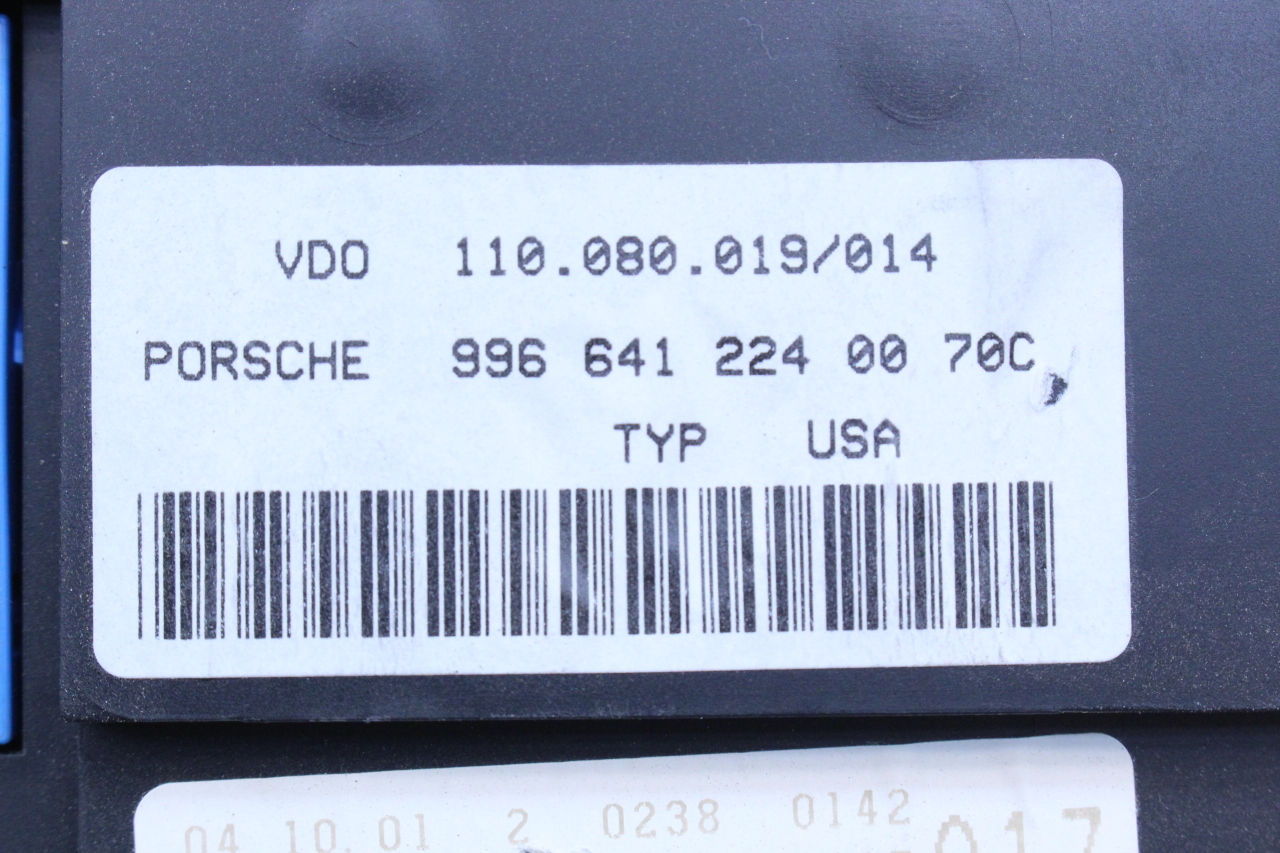 VDO 110.080.019/014
PORSCHE 996 641 224 00 70C
TYP USA
04 10.01 2 0238 0142
017